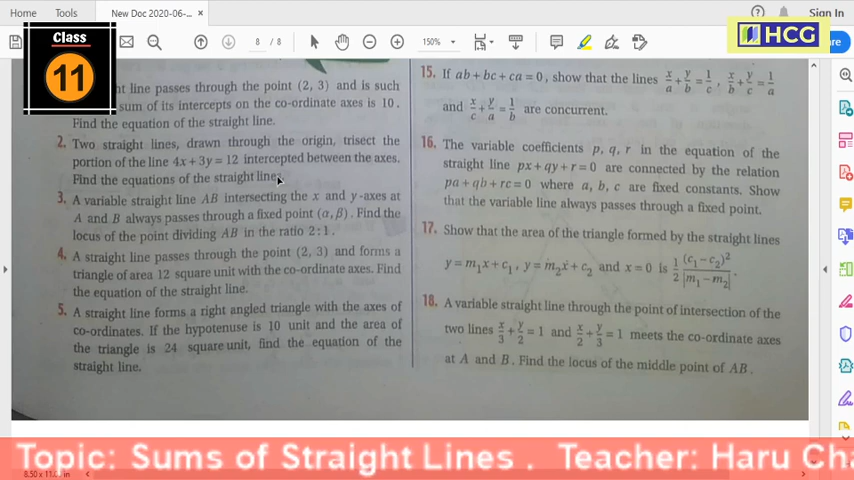 Home
Tools
New Doc 2020-06-...
×
Class
11
8 / 8
150%
HCG
line passes through the point (2, 3) and is such
sum of its intercepts on the co-ordinate axes is 10.
Find the equation of the straight line.
2. Two straight lines, drawn through the origin, trisect the
portion of the line 4x + 3y = 12 intercepted between the axes.
Find the equations of the straight lines.
3. A variable straight line AB intersecting the x and y-axes at
A and B always passes through a fixed point (α, β). Find the
locus of the point dividing AB in the ratio 2 : 1.
4. A straight line passes through the point (2, 3) and forms a
triangle of area 12 square unit with the co-ordinate axes. Find
the equation of the straight line.
5. A straight line forms a right angled triangle with the axes of
co-ordinates. If the hypotenuse is 10 unit and the area of
the triangle is 24 square unit, find the equation of the
straight line.
15. If ab + bc + ca = 0, show that the lines x/a + y/b = 1/c, x/b + y/c = 1/a
and x/c + y/a = 1/b are concurrent.
16. The variable coefficients p, q, r in the equation of the
straight line px + qy + r = 0 are connected by the relation
pa + qb + rc = 0 where a, b, c are fixed constants. Show
that the variable line always passes through a fixed point.
17. Show that the area of the triangle formed by the straight lines
y = m₁x + c₁, y = m₂x + c₂ and x = 0 is 1/2 (c₁ − c₂)²/|m₁ − m₂|.
18. A variable straight line through the point of intersection of the
two lines x/3 + y/2 = 1 and x/2 + y/3 = 1 meets the co-ordinate axes
at A and B. Find the locus of the middle point of AB.
Topic: Sums of Straight Lines . Teacher: Haru Cha